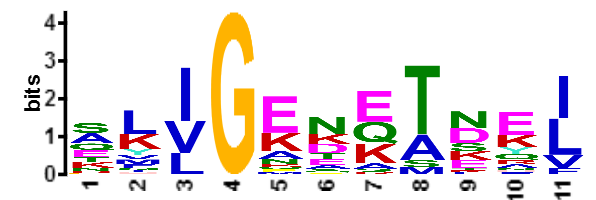 bits
4
3
2
1
0
S A Q E
L K
I V L
G
E K A
N K D
E Q K A
T A S M
N D S K E
E K Y Q
I L V
1 2 3 4 5 6 7 8 9 10 11